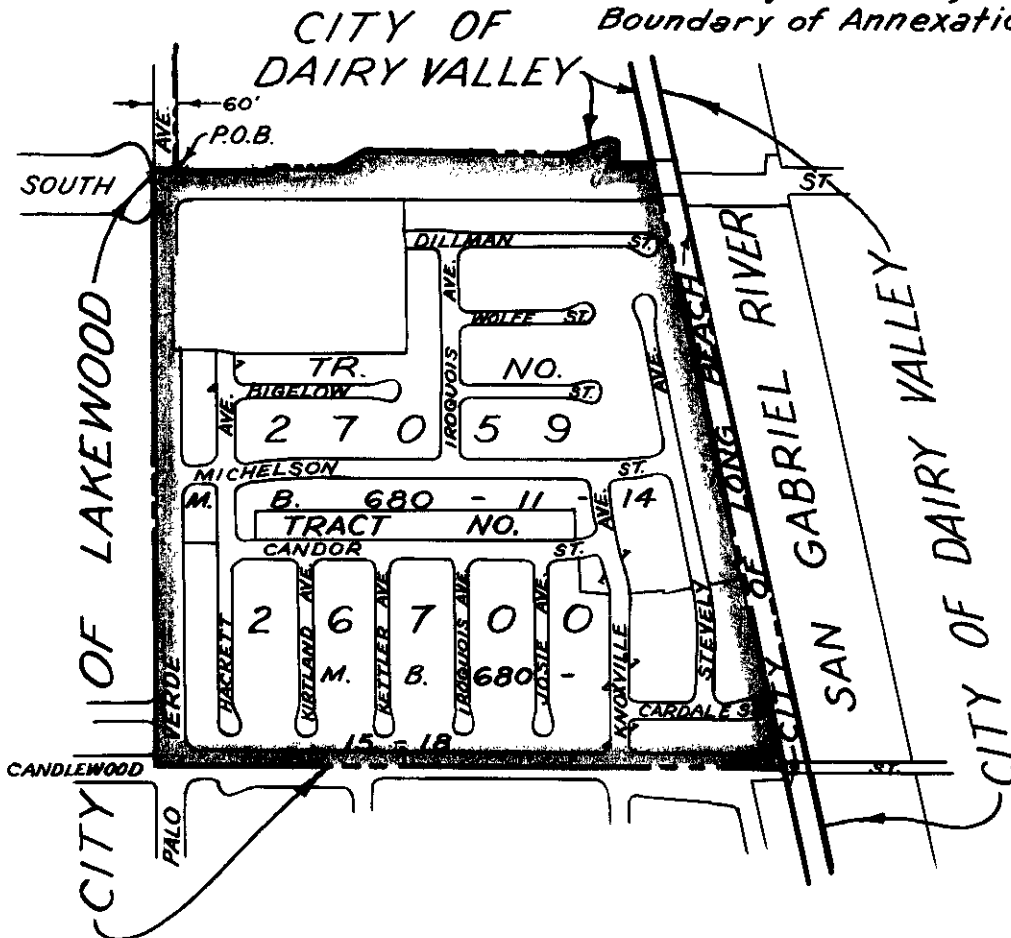 Boundary of Annexatio
CITY OF
DAIRY VALLEY
60'
AVE.
P.O.B.
SOUTH
ST.
DILLMAN ST.
IROQUOIS AVE.
WOLFE ST.
AVE.
TR. NO.
BIGELOW ST.
AVE.
2 7 0 5 9
MICHELSON ST.
M. B. 680 - 11 - 14
AVE.
TRACT NO.
CANDOR ST.
2 6 7 0 0
M. B. 680 -
15 - 18
HACKETT
KIRTLAND AVE.
KETTLER AVE.
IROQUOIS AVE.
JOSIE AVE.
KNOXVILLE
STEVELY
CARDALE ST.
VERDE
PALO
CANDLEWOOD
ST.
CITY OF LAKEWOOD
CITY OF LONG BEACH
SAN GABRIEL RIVER
CITY OF DAIRY VALLEY